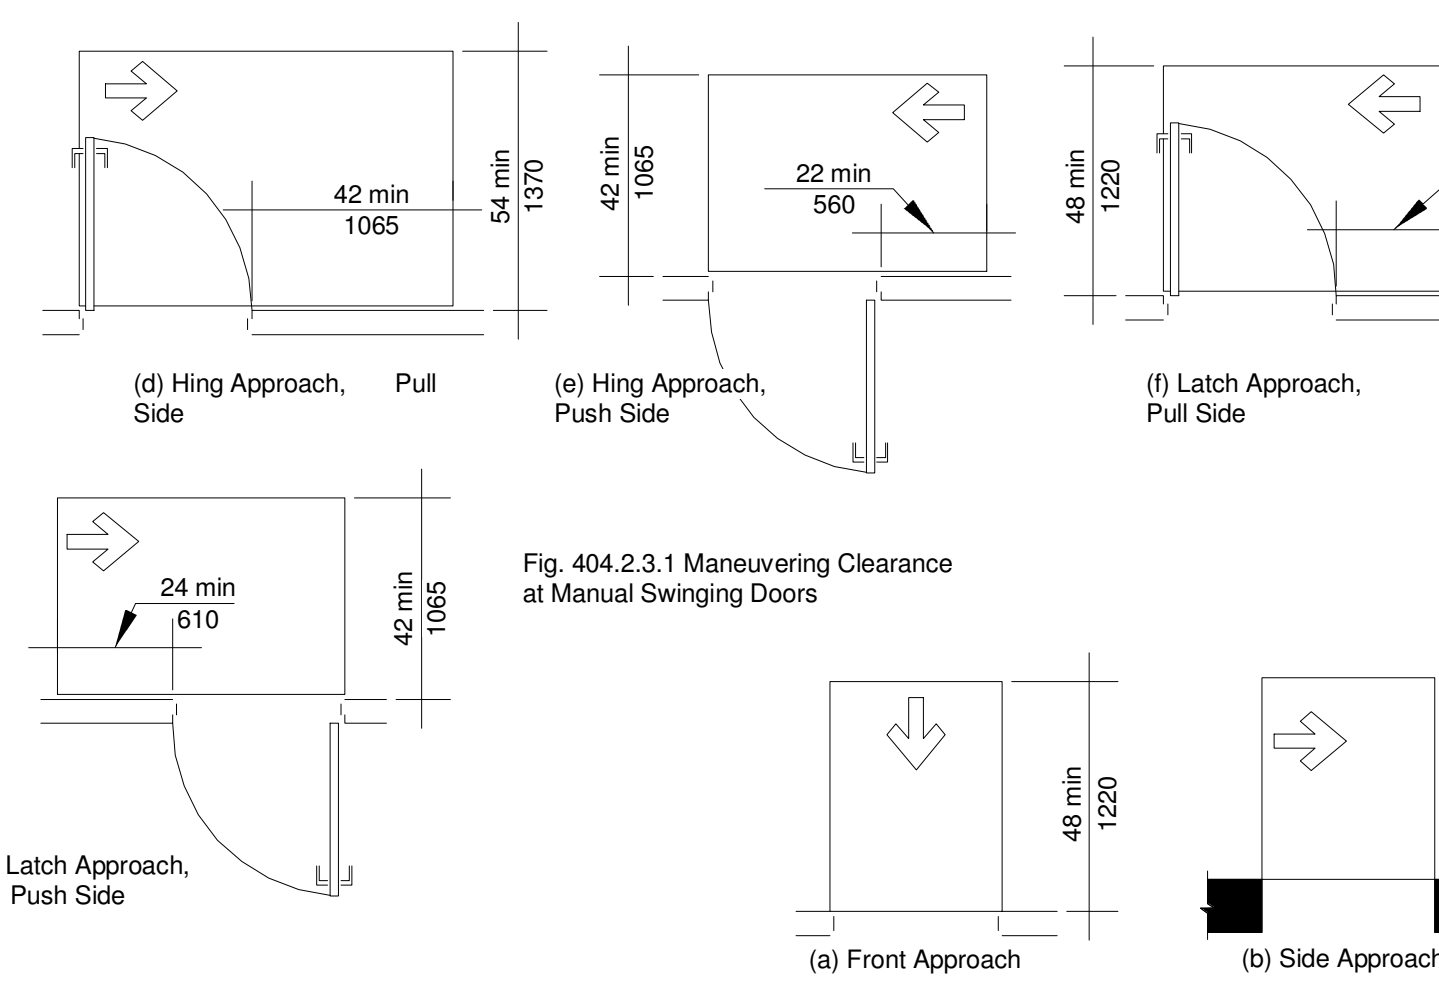 42 min
1065
54 min
1370
(d) Hing Approach, Pull
Side
42 min
1065
22 min
560
(e) Hing Approach,
Push Side
48 min
1220
(f) Latch Approach,
Pull Side
24 min
610
42 min
1065
Latch Approach,
Push Side
Fig. 404.2.3.1 Maneuvering Clearance
at Manual Swinging Doors
48 min
1220
(a) Front Approach
(b) Side Approach